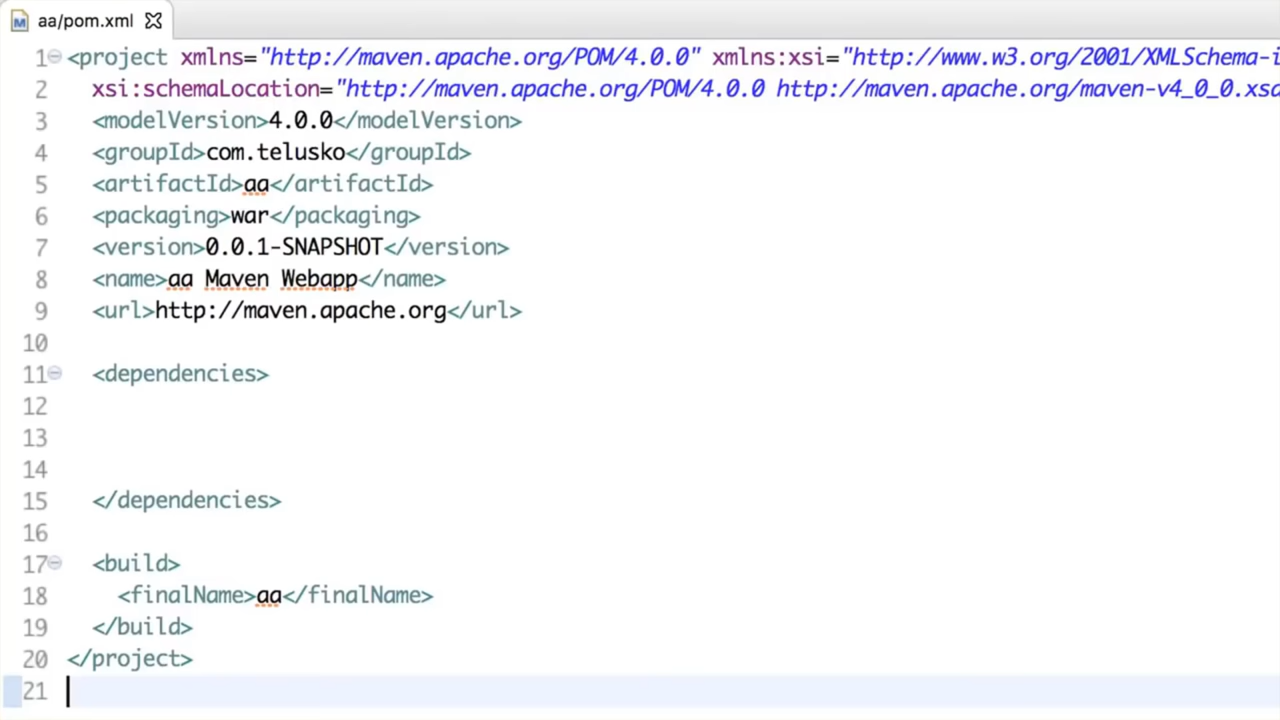 aa/pom.xml
1 <project xmlns="http://maven.apache.org/POM/4.0.0" xmlns:xsi="http://www.w3.org/2001/XMLSchema-i
2 xsi:schemaLocation="http://maven.apache.org/POM/4.0.0 http://maven.apache.org/maven-v4_0_0.xsd
3 <modelVersion>4.0.0</modelVersion>
4 <groupId>com.telusko</groupId>
5 <artifactId>aa</artifactId>
6 <packaging>war</packaging>
7 <version>0.0.1-SNAPSHOT</version>
8 <name>aa Maven Webapp</name>
9 <url>http://maven.apache.org</url>
10
11 <dependencies>
12
13
14
15 </dependencies>
16
17 <build>
18 <finalName>aa</finalName>
19 </build>
20 </project>
21